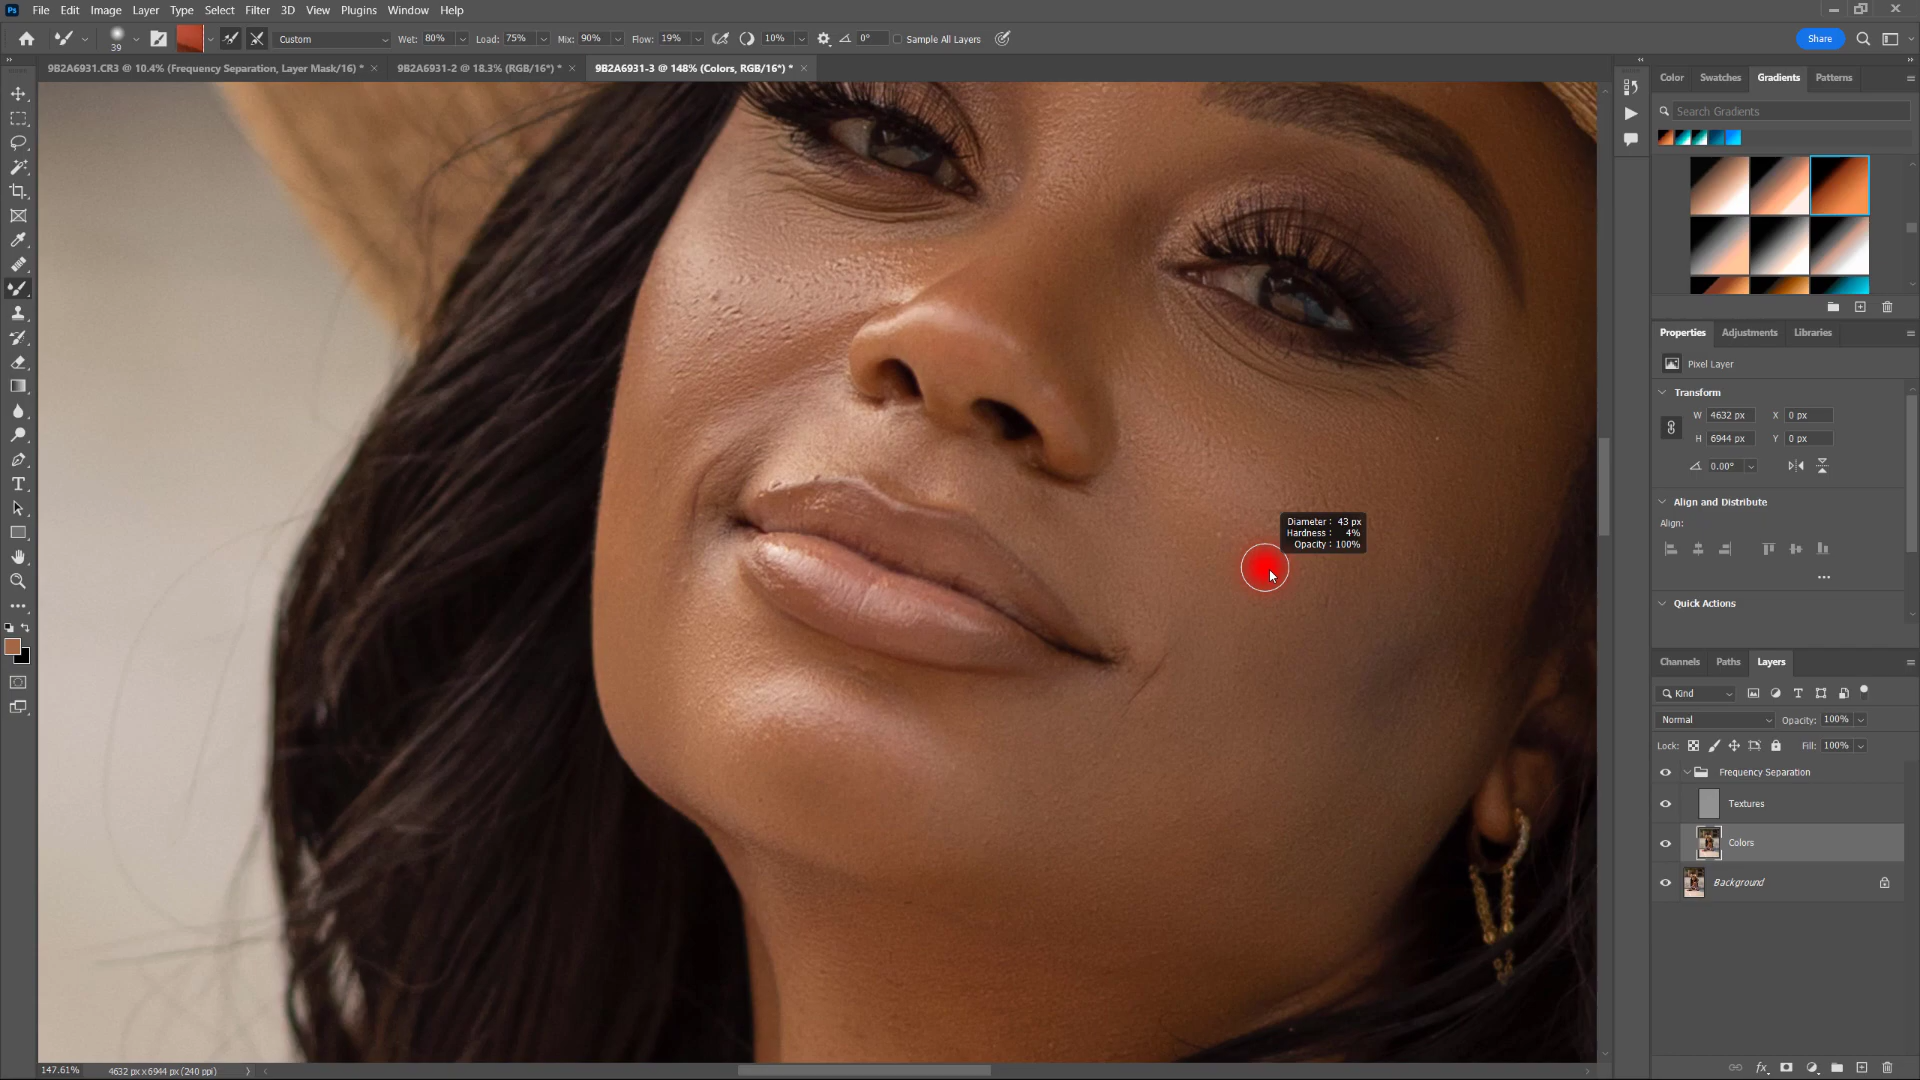 Ps File Edit Image Layer Type Select Filter 3D View Plugins Window Help
39 Custom Wet: 80% Load: 75% Mix: 90% Flow: 19% 10% 0° Sample All Layers Share
9B2A6931.CR3 @ 10.4% (Frequency Separation, Layer Mask/16) * × 9B2A6931-2 @ 18.3% (RGB/16*) * × 9B2A6931-3 @ 148% (Colors, RGB/16*) * ×
Color Swatches Gradients Patterns
Search Gradients
Properties Adjustments Libraries
Pixel Layer
Transform
W 4632 px X 0 px
H 6944 px Y 0 px
0.00°
Align and Distribute
Align:
Quick Actions
Diameter: 43 px
Hardness: 4%
Opacity: 100%
Channels Paths Layers
Kind
Normal Opacity: 100%
Lock: Fill: 100%
Frequency Separation
Textures
Colors
Background
fx
147.61% 4632 px x 6944 px (240 ppi)